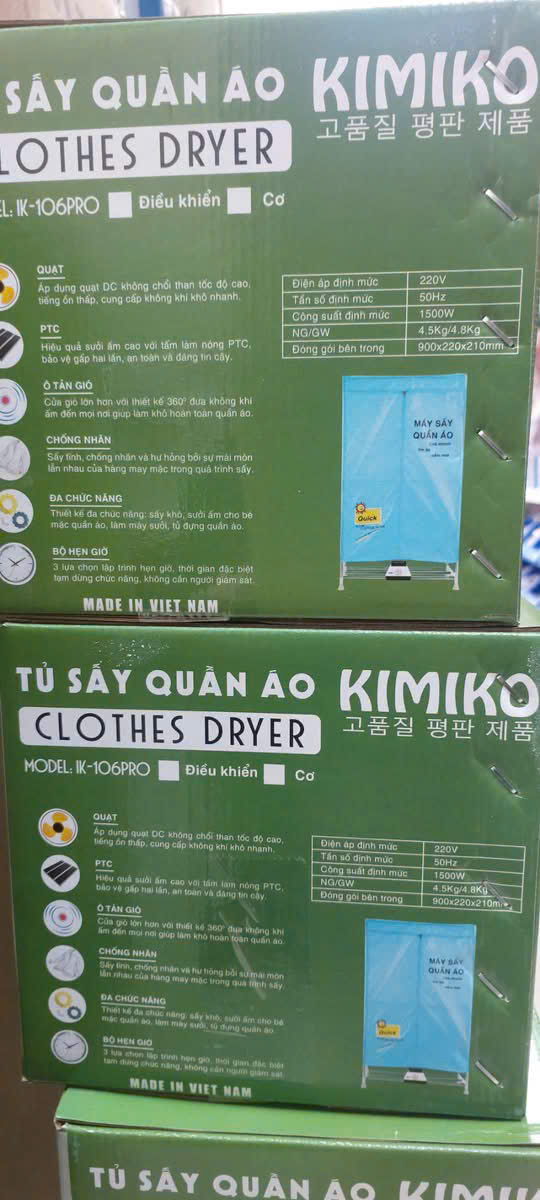 SẤY QUẦN ÁO
KIMIKO
고품질 평판 제품
LOTHES DRYER
EL: IK-106PRO Điều khiển Cơ
QUẠT
Áp dụng quạt DC không chổi than tốc độ cao,
tiếng ồn thấp, cung cấp không khí khô nhanh.
PTC
Hiệu quả sưởi ấm cao với tấm làm nóng PTC,
bảo vệ gấp hai lần, an toàn và đáng tin cậy.
Ô TẢN GIÓ
Cửa gió lớn hơn với thiết kế 360º đưa không khí
ấm đến mọi nơi giúp làm khô hoàn toàn quần áo.
CHỐNG NHĂN
Sấy tĩnh, chống nhăn và hư hỏng bởi sự mài mòn
lẫn nhau của hàng may mặc trong quá trình sấy.
ĐA CHỨC NĂNG
Thiết kế đa chức năng: sấy khô, sưởi ấm cho bé
mặc quần áo, làm máy sưởi, tủ đựng quần áo.
BỘ HẸN GIỜ
3 lựa chọn lập trình hẹn giờ, thời gian đặc biệt
tạm dừng chức năng, không cần người giám sát.
MADE IN VIET NAM
Điện áp định mức 220V
Tần số định mức 50Hz
Công suất định mức 1500W
NG/GW 4.5Kg/4.8Kg
Đóng gói bên trong 900x220x210mm
MÁY SẤY
QUẦN ÁO
Quick
TỦ SẤY QUẦN ÁO
KIMIKO
고품질 평판 제품
CLOTHES DRYER
MODEL: IK-106PRO Điều khiển Cơ
QUẠT
Áp dụng quạt DC không chổi than tốc độ cao,
tiếng ồn thấp, cung cấp không khí khô nhanh.
PTC
Hiệu quả sưởi ấm cao với tấm làm nóng PTC,
bảo vệ gấp hai lần, an toàn và đáng tin cậy.
Ô TẢN GIÓ
Cửa gió lớn hơn với thiết kế 360º đưa không khí
ấm đến mọi nơi giúp làm khô hoàn toàn quần áo.
CHỐNG NHĂN
Sấy tĩnh, chống nhăn và hư hỏng bởi sự mài mòn
lẫn nhau của hàng may mặc trong quá trình sấy.
ĐA CHỨC NĂNG
Thiết kế đa chức năng: sấy khô, sưởi ấm cho bé
mặc quần áo, làm máy sưởi, tủ đựng quần áo.
BỘ HẸN GIỜ
3 lựa chọn lập trình hẹn giờ, thời gian đặc biệt
tạm dừng chức năng, không cần người giám sát.
MADE IN VIET NAM
Điện áp định mức 220V
Tần số định mức 50Hz
Công suất định mức 1500W
NG/GW 4.5Kg/4.8Kg
Đóng gói bên trong 900x220x210mm
MÁY SẤY
QUẦN ÁO
Quick
TỦ SẤY QUẦN ÁO KIMIK